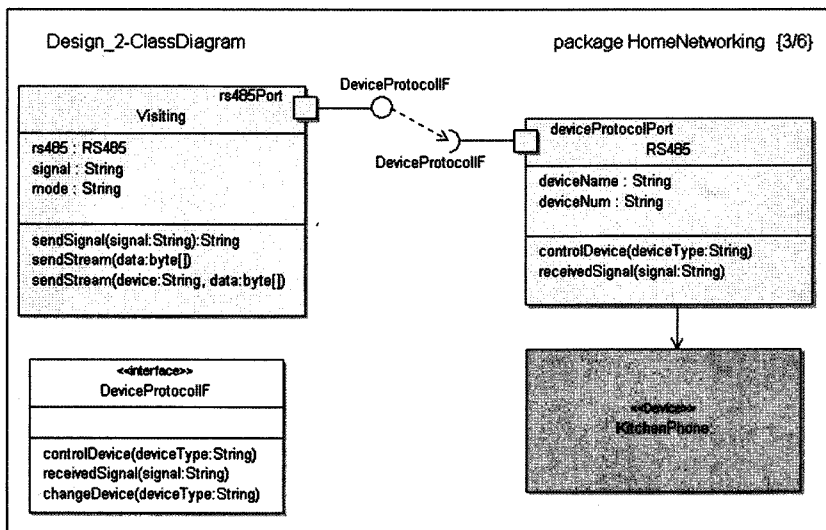 Design_2-ClassDiagram
package HomeNetworking {3/6}
rs485Port
Visiting
rs485 : RS485
signal : String
mode : String
sendSignal(signal:String):String
sendStream(data:byte[])
sendStream(device:String, data:byte[])
DeviceProtocolIF
DeviceProtocolIF
deviceProtocolPort
RS485
deviceName : String
deviceNum : String
controlDevice(deviceType:String)
receivedSignal(signal:String)
<<interface>>
DeviceProtocolIF
controlDevice(deviceType:String)
receivedSignal(signal:String)
changeDevice(deviceType:String)
<<Device>>
KitchenPhone